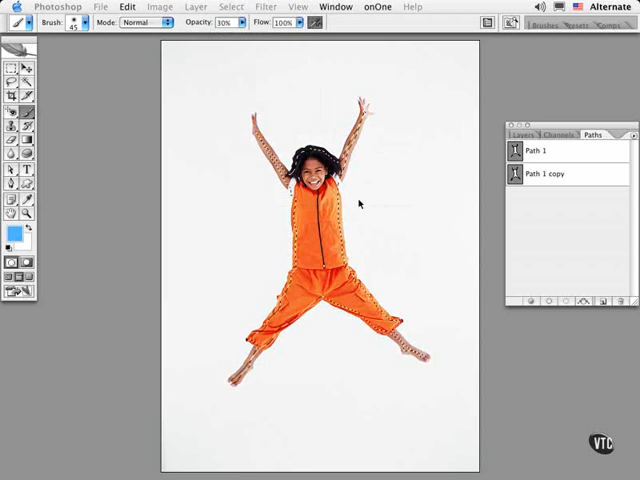 Photoshop File Edit Image Layer Select Filter View Window onOne Help Alternate
Brush: 45 Mode: Normal Opacity: 30% Flow: 100% Brushes Presets Comps
Layers Channels Paths
Path 1
Path 1 copy
VTC